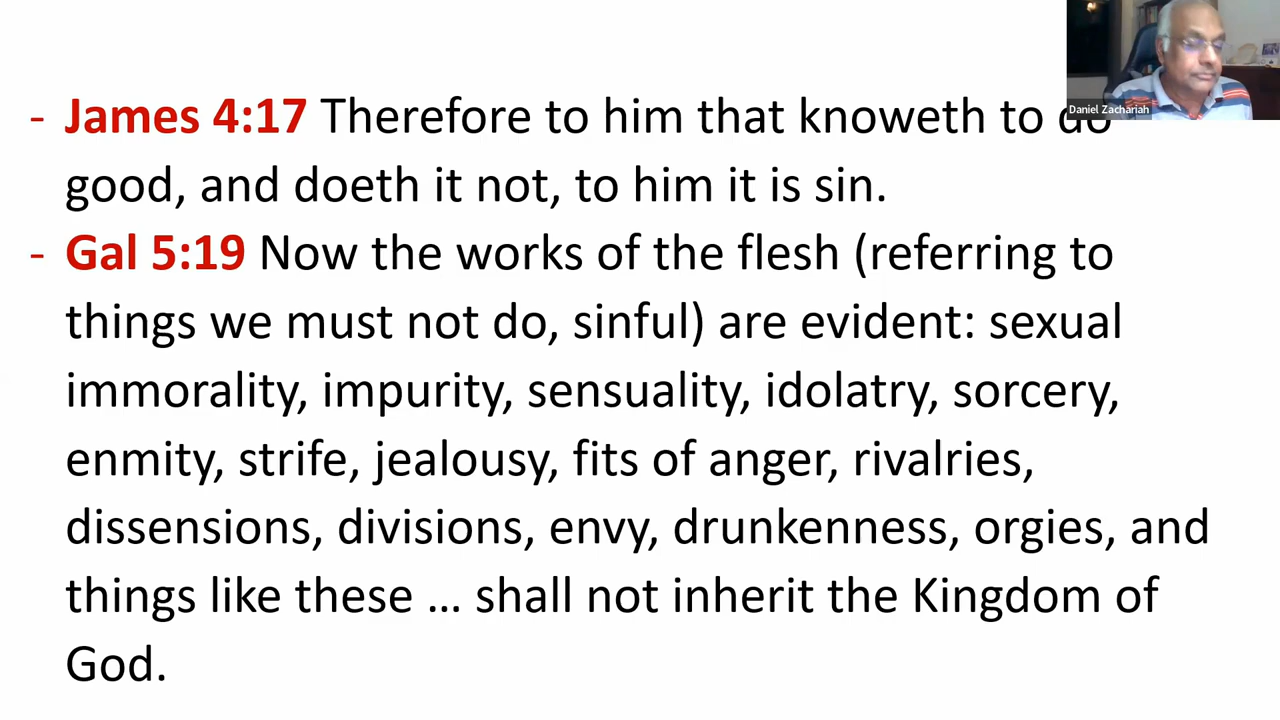 - James 4:17 Therefore to him that knoweth to do
good, and doeth it not, to him it is sin.
- Gal 5:19 Now the works of the flesh (referring to
things we must not do, sinful) are evident: sexual
immorality, impurity, sensuality, idolatry, sorcery,
enmity, strife, jealousy, fits of anger, rivalries,
dissensions, divisions, envy, drunkenness, orgies, and
things like these ... shall not inherit the Kingdom of
God.
Daniel Zachariah